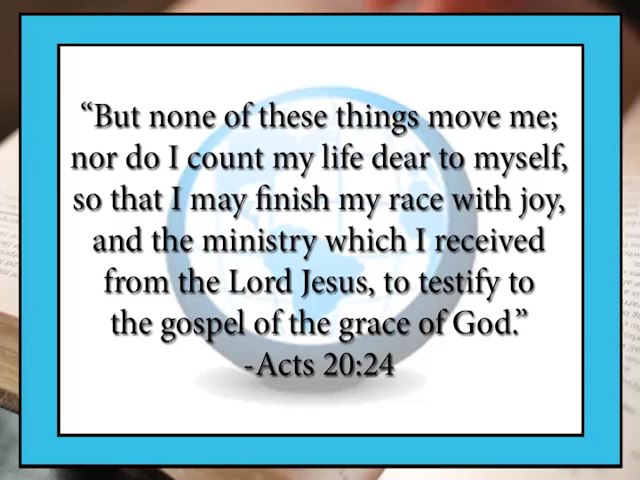 “But none of these things move me;
nor do I count my life dear to myself,
so that I may finish my race with joy,
and the ministry which I received
from the Lord Jesus, to testify to
the gospel of the grace of God.”
-Acts 20:24